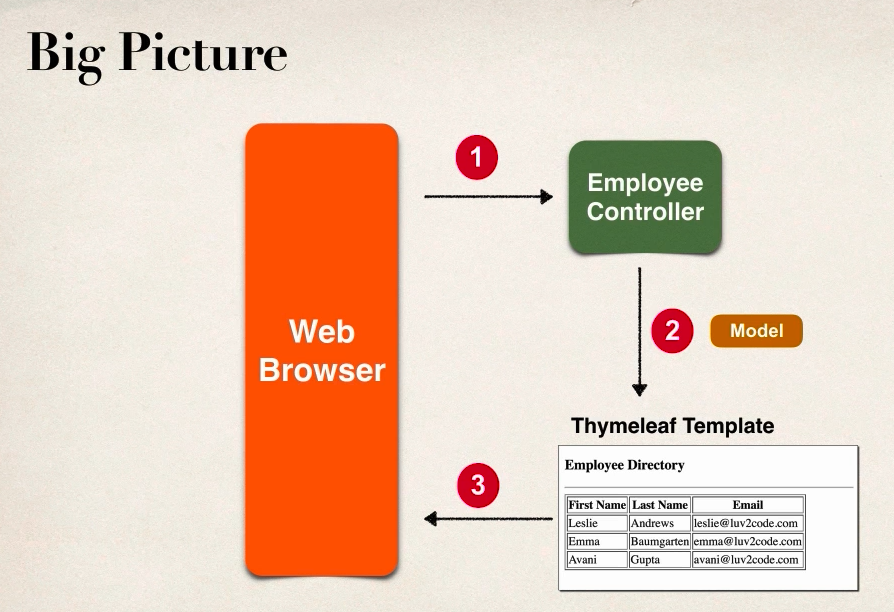 Big Picture
1
Employee
Controller
Web
Browser
2
Model
Thymeleaf Template
Employee Directory
First Name Last Name Email
Leslie Andrews leslie@luv2code.com
Emma Baumgarten emma@luv2code.com
Avani Gupta avani@luv2code.com
3